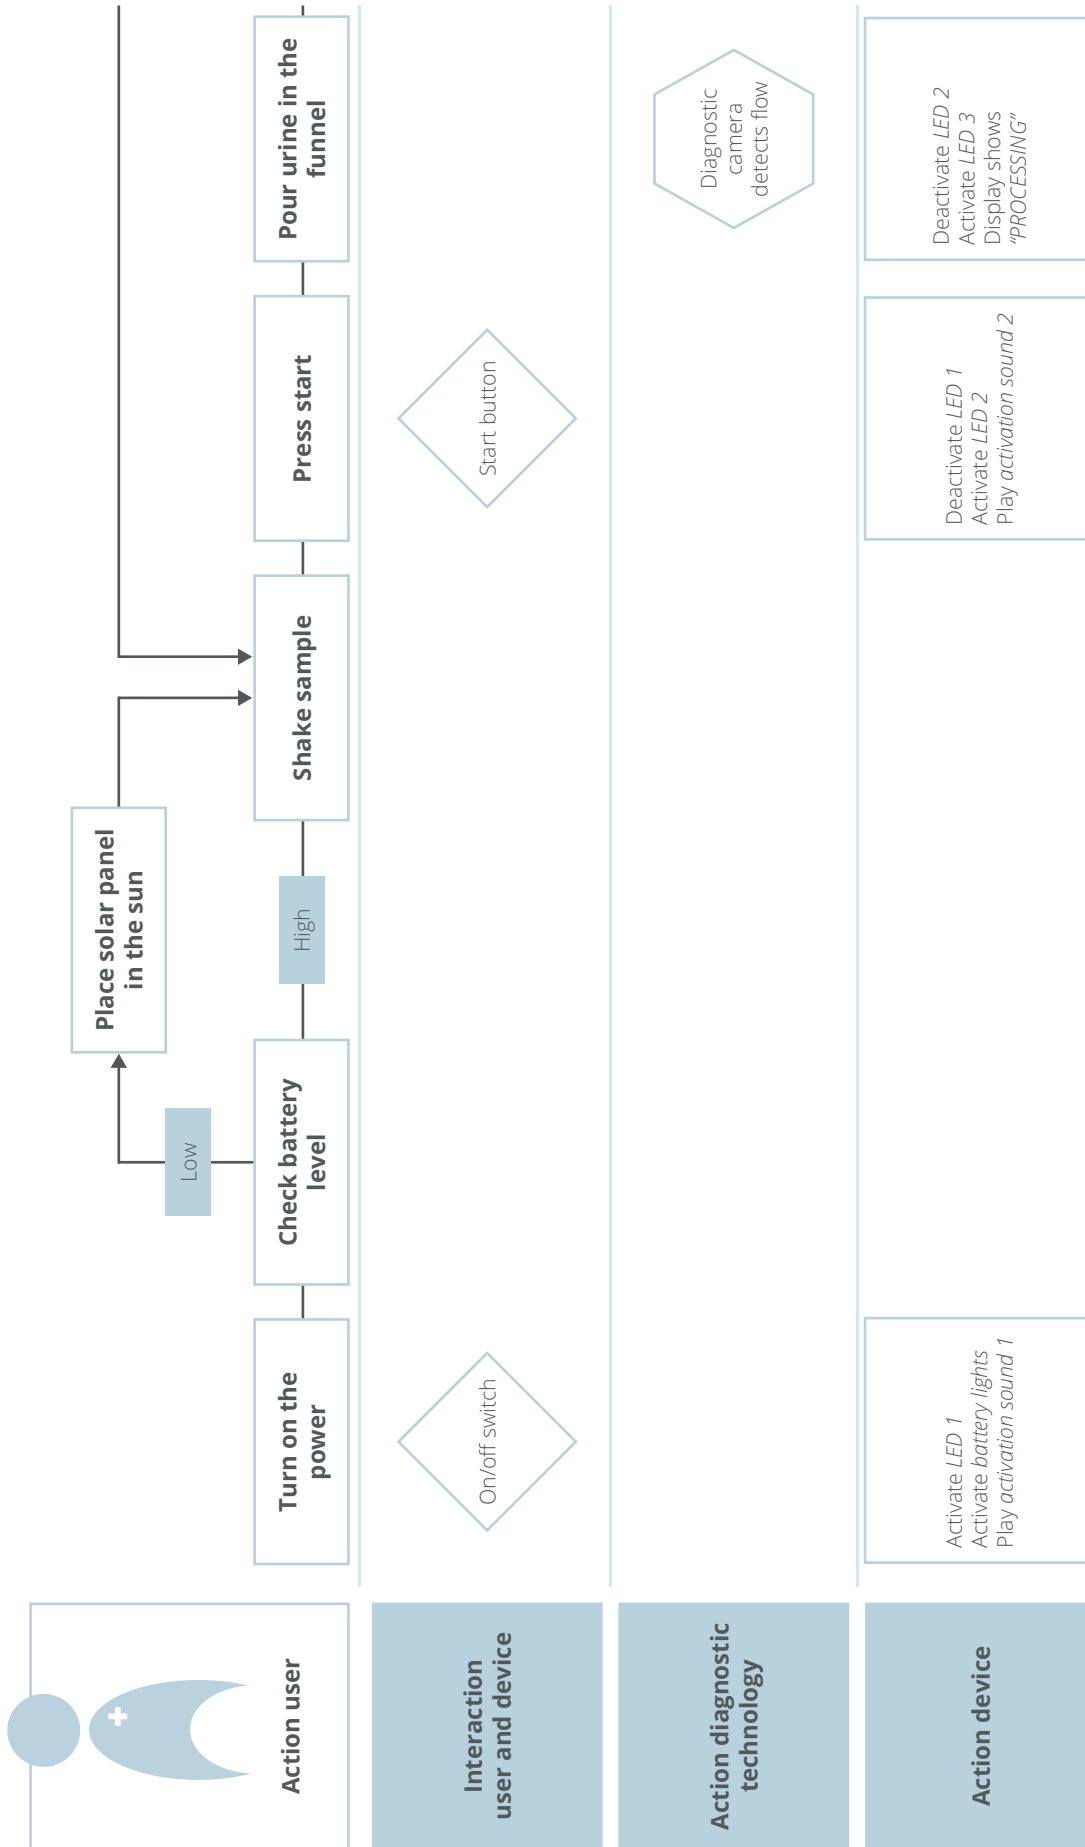 Action user
Turn on the
power
Check battery
level
Low
High
Place solar panel
in the sun
Shake sample
Press start
Pour urine in the
funnel
Interaction
user and device
On/off switch
Start button
Action diagnostic
technology
Diagnostic
camera
detects flow
Action device
Activate LED 1
Activate battery lights
Play activation sound 1
Deactivate LED 1
Activate LED 2
Play activation sound 2
Deactivate LED 2
Activate LED 3
Display shows
“PROCESSING”